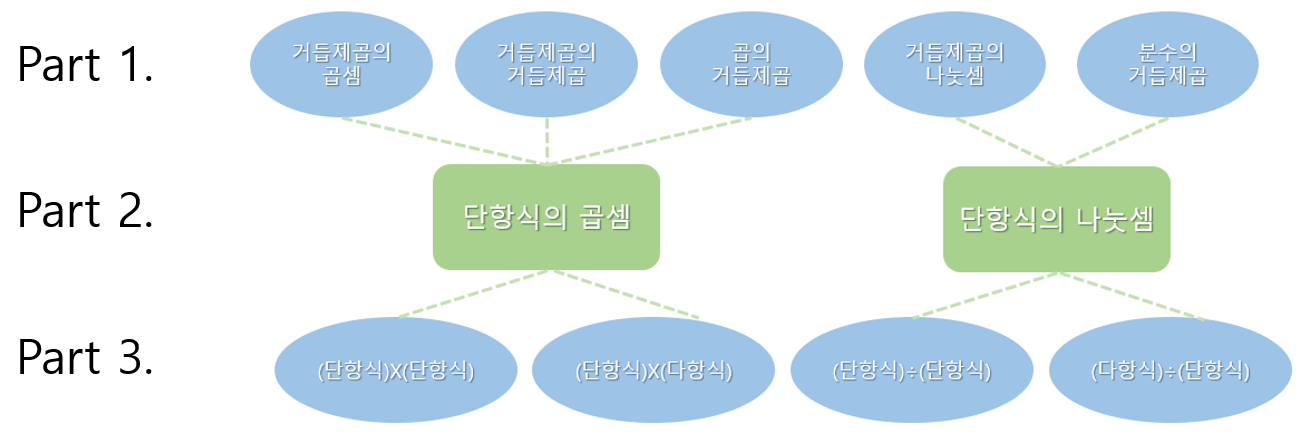 Part 1.
거듭제곱의
곱셈
거듭제곱의
거듭제곱
곱의
거듭제곱
거듭제곱의
나눗셈
분수의
거듭제곱
Part 2.
단항식의 곱셈
단항식의 나눗셈
Part 3.
(단항식)X(단항식)
(단항식)X(다항식)
(단항식)÷(단항식)
(다항식)÷(단항식)